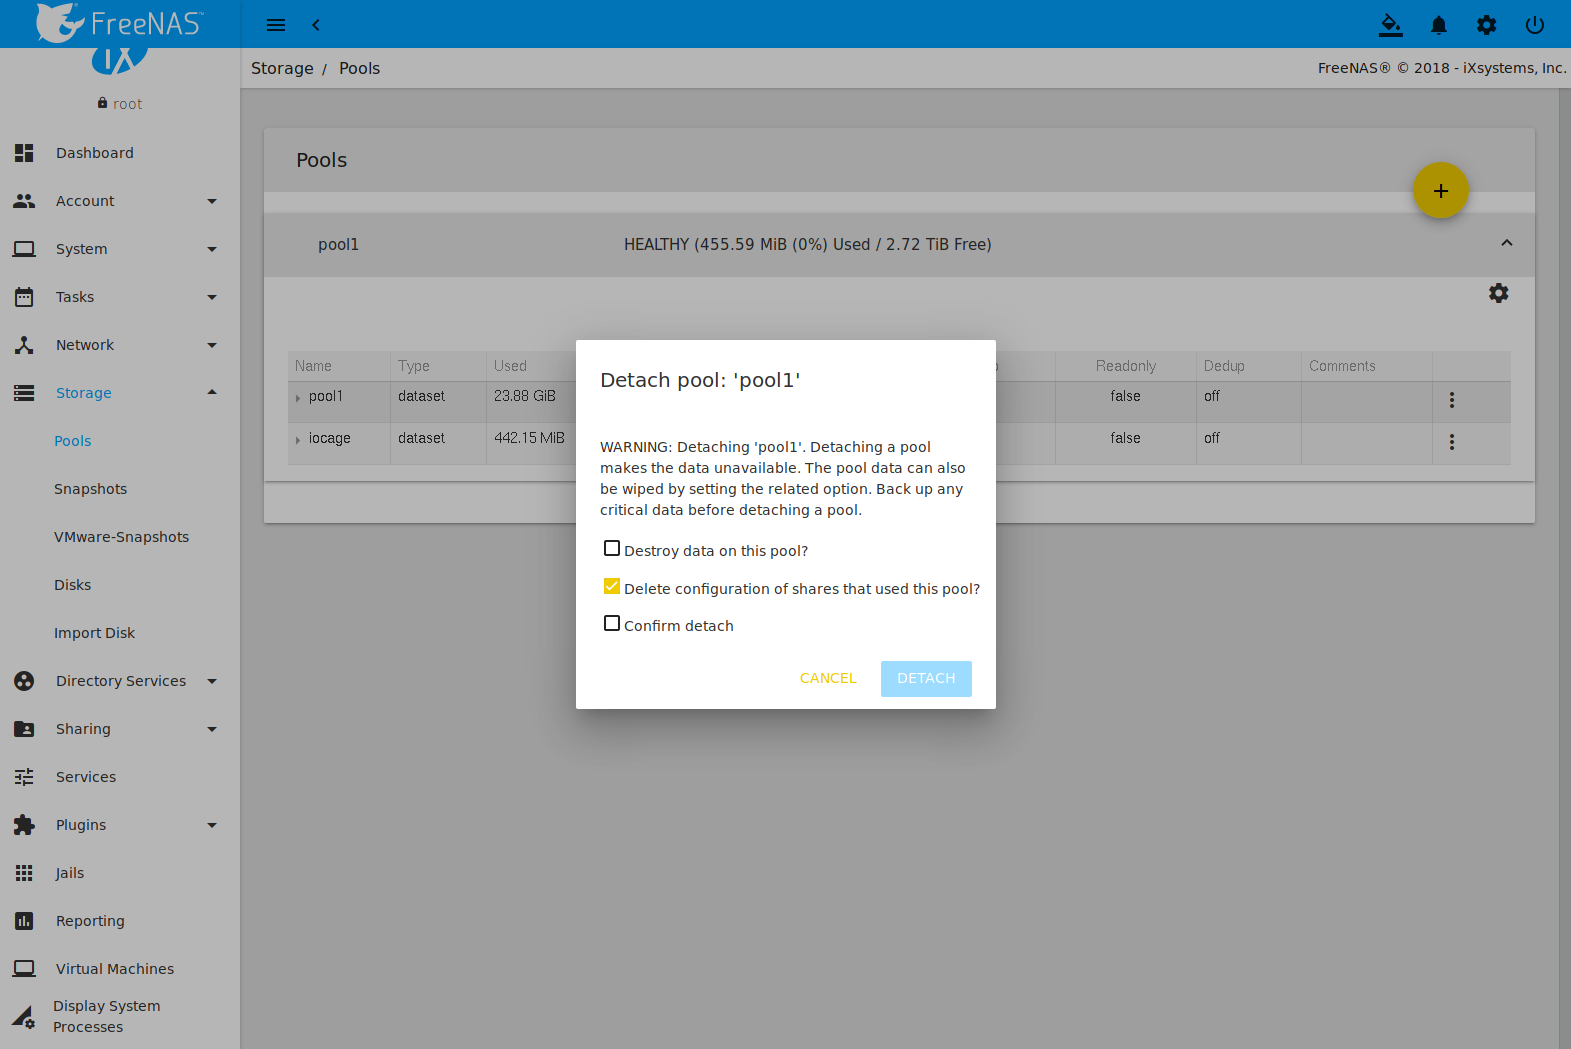 FreeNAS™
Storage / Pools
FreeNAS® © 2018 - iXsystems, Inc.
iX
root
Dashboard
Account
System
Tasks
Network
Storage
Pools
Snapshots
VMware-Snapshots
Disks
Import Disk
Directory Services
Sharing
Services
Plugins
Jails
Reporting
Virtual Machines
Display System
Processes
Pools
pool1 HEALTHY (455.59 MiB (0%) Used / 2.72 TiB Free)
Name Type Used Readonly Dedup Comments
pool1 dataset 23.88 GiB false off
iocage dataset 442.15 MiB false off
Detach pool: 'pool1'
WARNING: Detaching 'pool1'. Detaching a pool
makes the data unavailable. The pool data can also
be wiped by setting the related option. Back up any
critical data before detaching a pool.
Destroy data on this pool?
Delete configuration of shares that used this pool?
Confirm detach
CANCEL DETACH